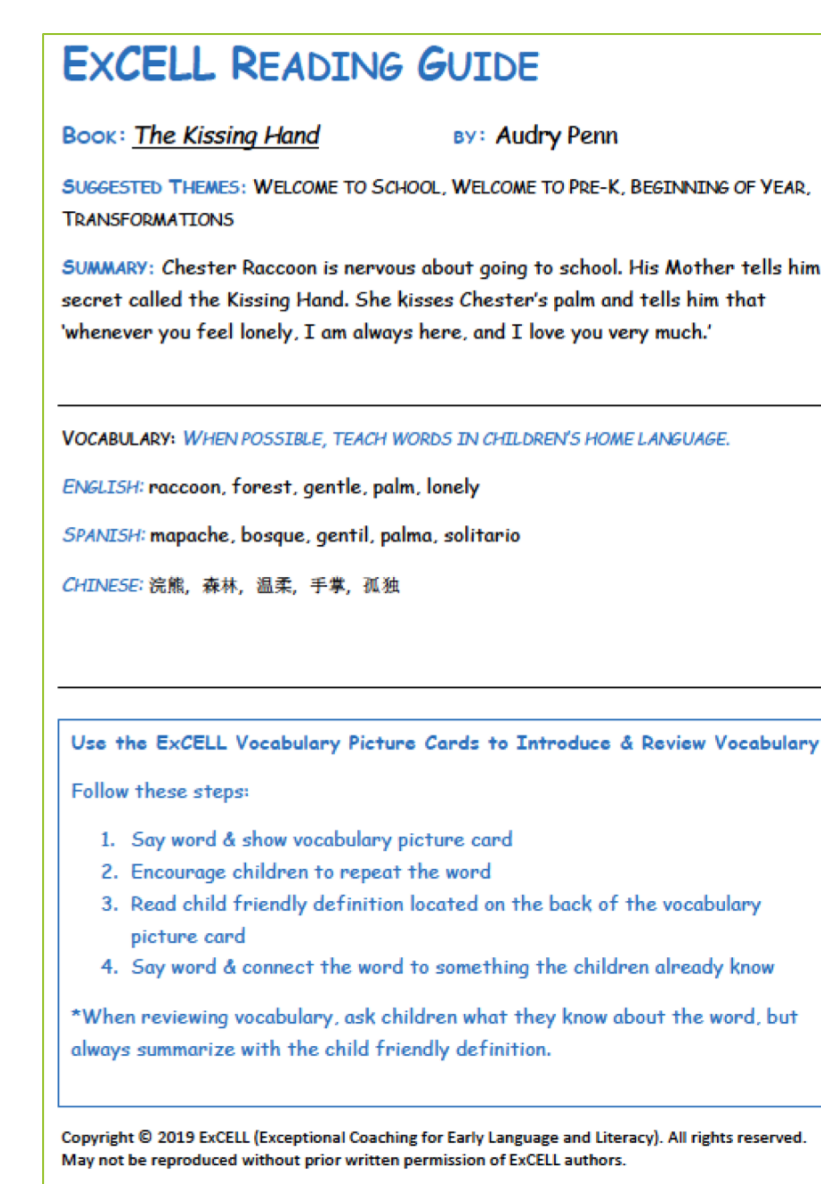 EXCELL READING GUIDE
BOOK: The Kissing Hand BY: Audry Penn
SUGGESTED THEMES: WELCOME TO SCHOOL, WELCOME TO PRE-K, BEGINNING OF YEAR,
TRANSFORMATIONS
SUMMARY: Chester Raccoon is nervous about going to school. His Mother tells him
secret called the Kissing Hand. She kisses Chester's palm and tells him that
'whenever you feel lonely, I am always here, and I love you very much.'
VOCABULARY: WHEN POSSIBLE, TEACH WORDS IN CHILDREN'S HOME LANGUAGE.
ENGLISH: raccoon, forest, gentle, palm, lonely
SPANISH: mapache, bosque, gentil, palma, solitario
CHINESE: 浣熊, 森林, 温柔, 手掌, 孤独
Use the ExCELL Vocabulary Picture Cards to Introduce & Review Vocabulary
Follow these steps:
1. Say word & show vocabulary picture card
2. Encourage children to repeat the word
3. Read child friendly definition located on the back of the vocabulary
picture card
4. Say word & connect the word to something the children already know
*When reviewing vocabulary, ask children what they know about the word, but
always summarize with the child friendly definition.
Copyright © 2019 ExCELL (Exceptional Coaching for Early Language and Literacy). All rights reserved.
May not be reproduced without prior written permission of ExCELL authors.